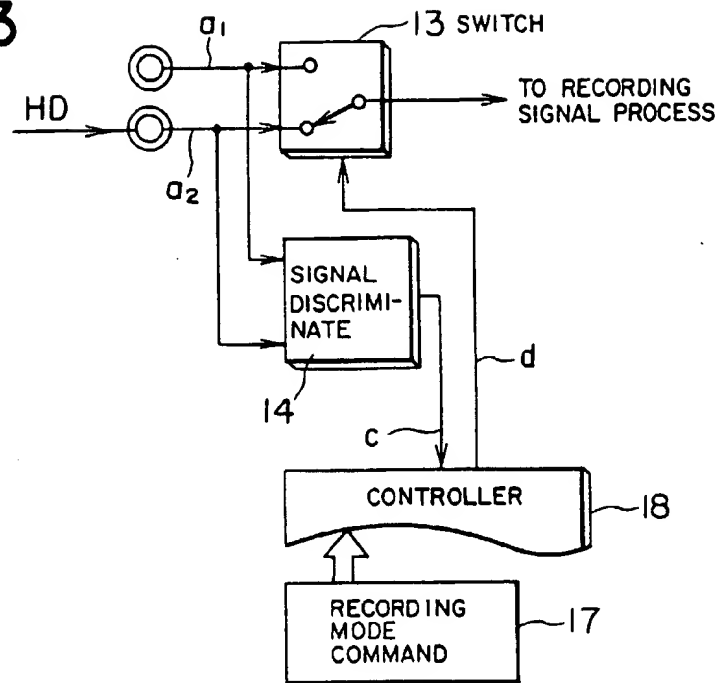 3
a1
13 SWITCH
HD
TO RECORDING
SIGNAL PROCESS
a2
SIGNAL
DISCRIMI-
NATE
14
d
c
CONTROLLER
18
RECORDING
MODE
COMMAND
17